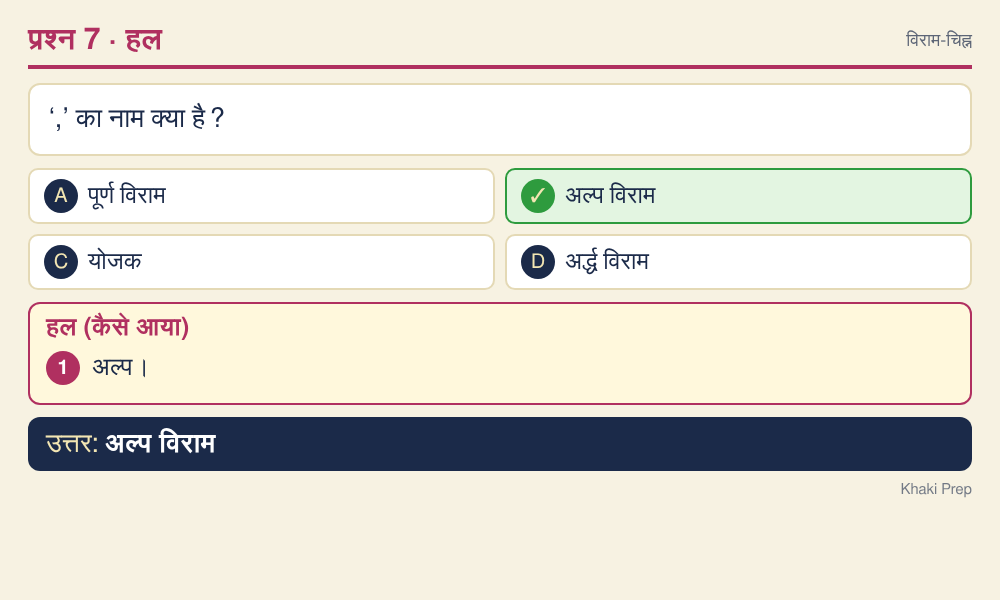 प्रश्न 7 · हल
विराम-चिह्न
‘,’ का नाम क्या है ?
A पूर्ण विराम
✓ अल्प विराम
C योजक
D अर्द्ध विराम
हल (कैसे आया)
1 अल्प ।
उत्तर: अल्प विराम
Khaki Prep